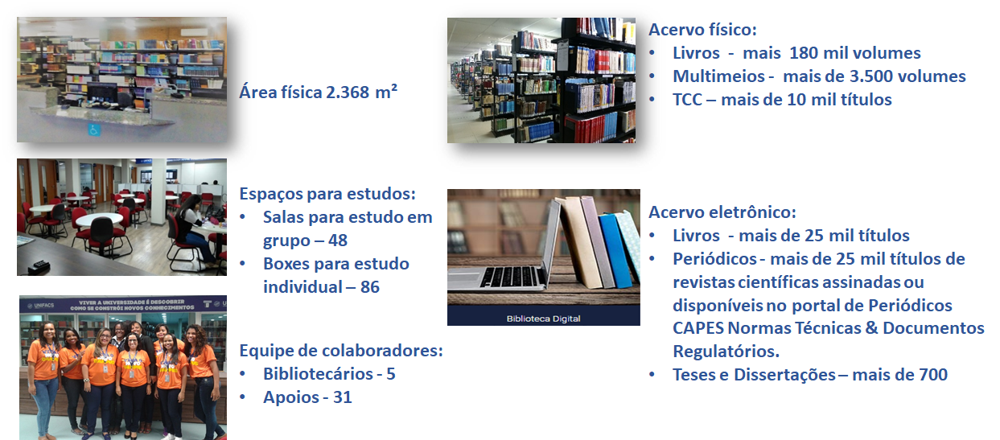 Área física 2.368 m²
Espaços para estudos:
• Salas para estudo em
grupo – 48
• Boxes para estudo
individual – 86
VIVER A UNIVERSIDADE É DESCOBRIR
COMO SE CONSTRÓI NOVOS CONHECIMENTOS
UNIFACS
Equipe de colaboradores:
• Bibliotecários - 5
• Apoios - 31
Acervo físico:
• Livros - mais 180 mil volumes
• Multimeios - mais de 3.500 volumes
• TCC – mais de 10 mil títulos
Biblioteca Digital
Acervo eletrônico:
• Livros - mais de 25 mil títulos
• Periódicos - mais de 25 mil títulos de
revistas científicas assinadas ou
disponíveis no portal de Periódicos
CAPES Normas Técnicas & Documentos
Regulatórios.
• Teses e Dissertações – mais de 700